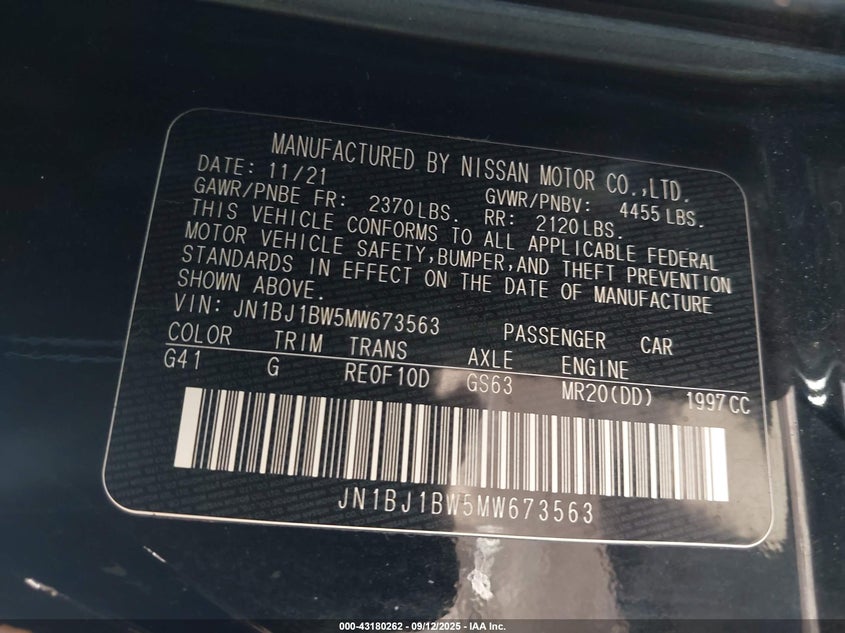 MANUFACTURED BY NISSAN MOTOR CO.,LTD.
DATE: 11/21 GVWR/PNBV: 4455 LBS.
GAWR/PNBE FR: 2370LBS. RR: 2120LBS.
THIS VEHICLE CONFORMS TO ALL APPLICABLE FEDERAL
MOTOR VEHICLE SAFETY,BUMPER,AND THEFT PREVENTION
STANDARDS IN EFFECT ON THE DATE OF MANUFACTURE
SHOWN ABOVE.
VIN: JN1BJ1BW5MW673563 PASSENGER CAR
COLOR TRIM TRANS AXLE ENGINE
G41 G RE0F10D GS63 MR20(DD) 1997CC
JN1BJ1BW5MW673563
000-43180262 - 09/12/2025 - IAA Inc.